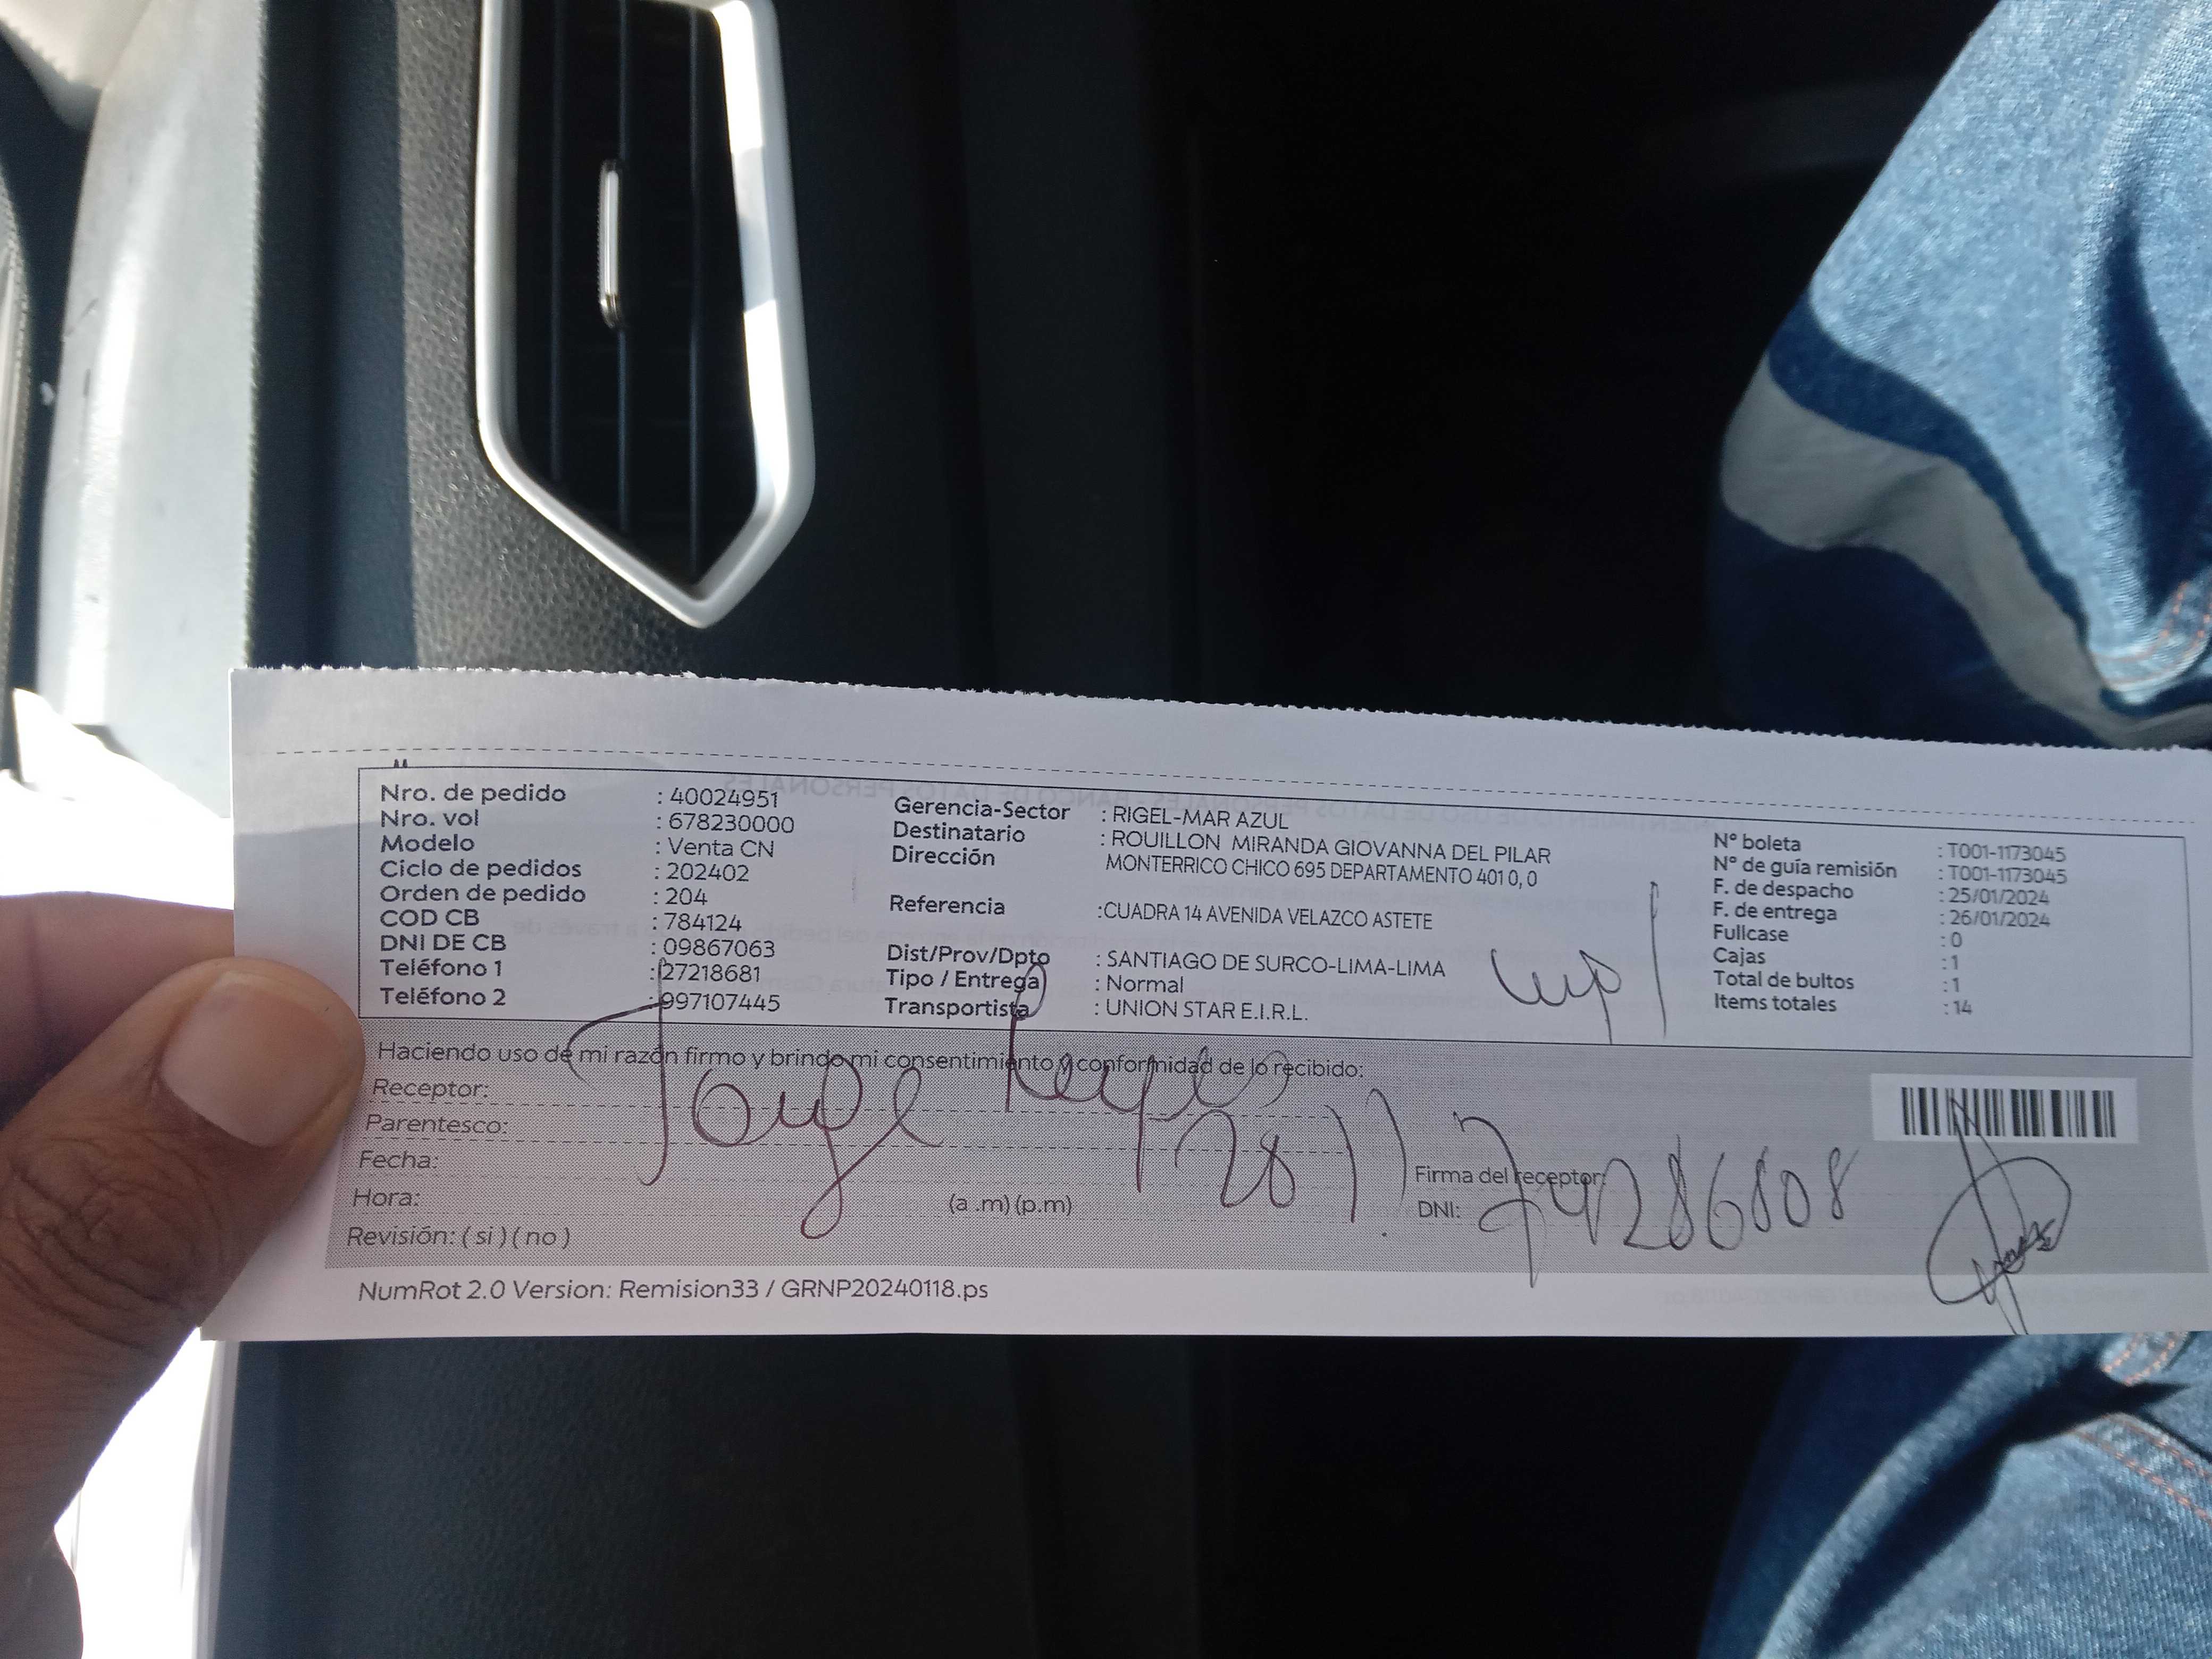 Nro. de pedido : 40024951
Nro. vol : 678230000
Modelo : Venta CN
Ciclo de pedidos : 202402
Orden de pedido : 204
COD CB : 784124
DNI DE CB : 09867063
Teléfono 1 : 27218681
Teléfono 2 : 997107445
Gerencia-Sector : RIGEL-MAR AZUL
Destinatario : ROUILLON MIRANDA GIOVANNA DEL PILAR
Dirección MONTERRICO CHICO 695 DEPARTAMENTO 401 0, 0
Referencia :CUADRA 14 AVENIDA VELAZCO ASTETE
Dist/Prov/Dpto : SANTIAGO DE SURCO-LIMA-LIMA
Tipo / Entrega : Normal
Transportista : UNION STAR E.I.R.L.
N° boleta : T001-1173045
N° de guía remisión : T001-1173045
F. de despacho : 25/01/2024
F. de entrega : 26/01/2024
Fullcase : 0
Cajas : 1
Total de bultos : 1
Items totales : 14
Haciendo uso de mi razón firmo y brindo mi consentimiento y conformidad de lo recibido:
Receptor: Jorge Reyes
Parentesco:
Fecha:
Hora: (a .m) (p.m)
Revisión: ( si ) ( no )
Firma del receptor:
DNI: 74286808
NumRot 2.0 Version: Remision33 / GRNP20240118.ps